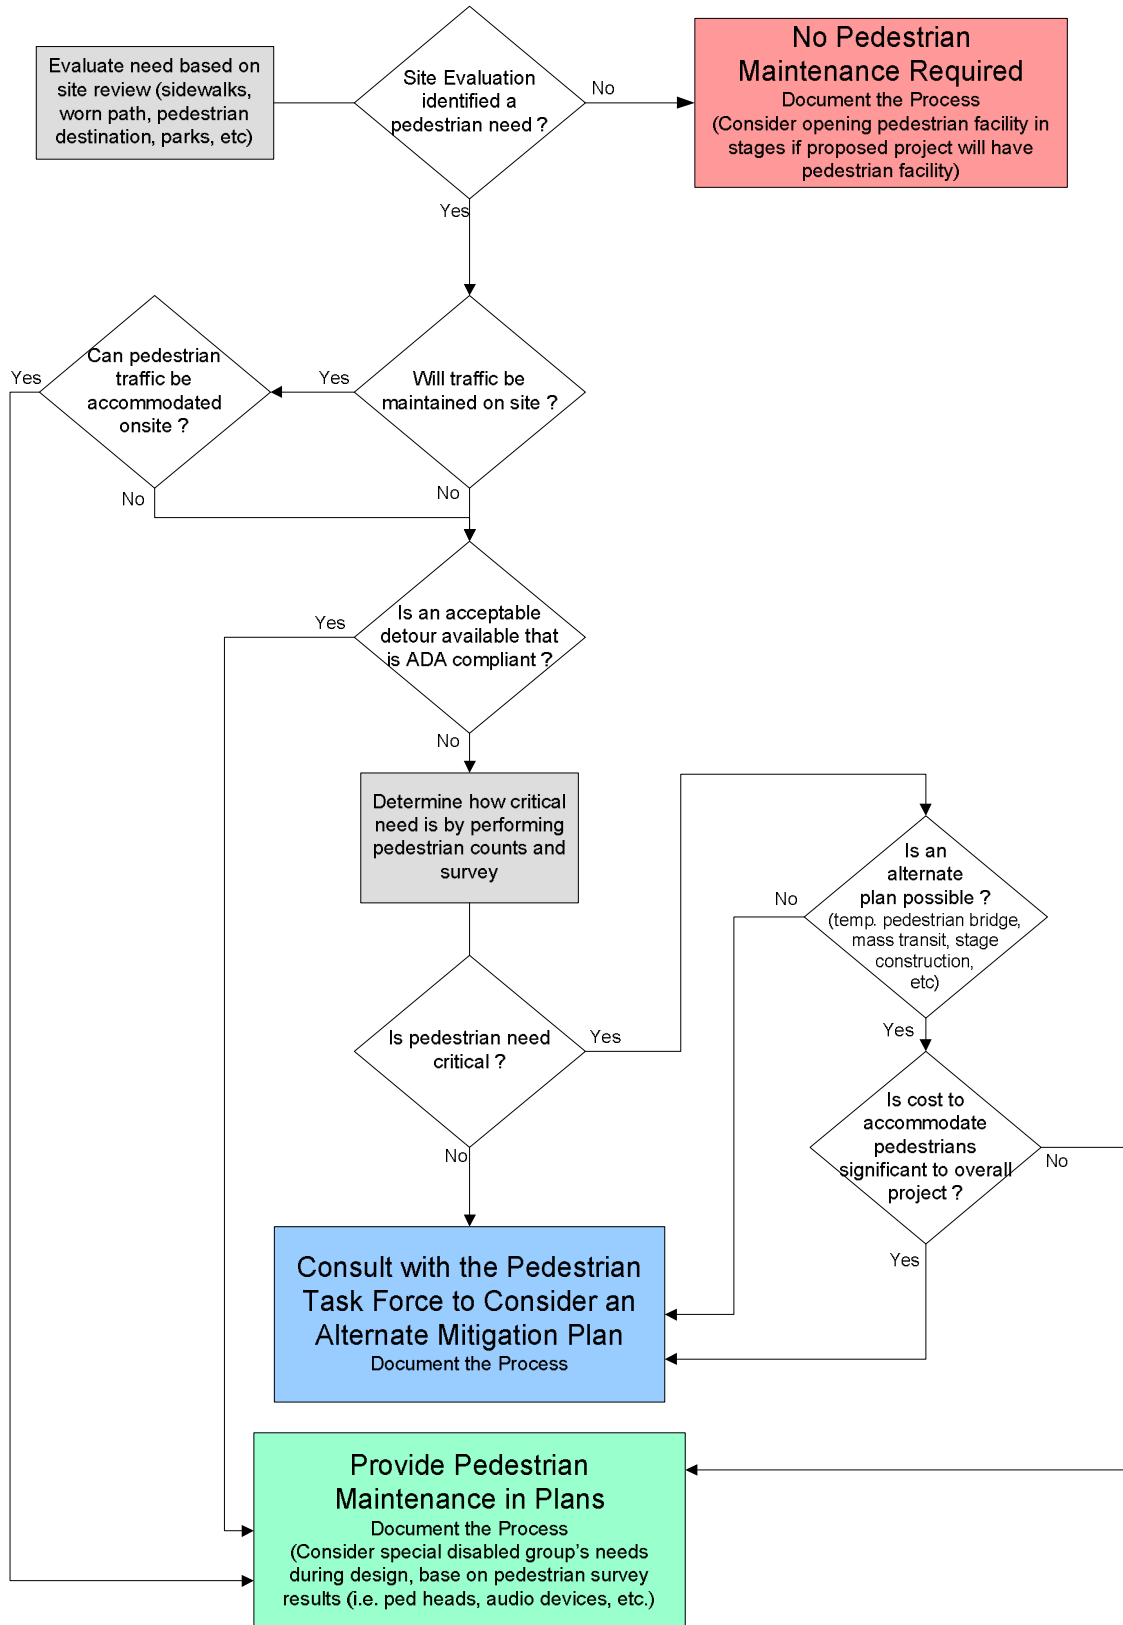 Evaluate need based on
site review (sidewalks,
worn path, pedestrian
destination, parks, etc)
Site Evaluation
identified a
pedestrian need ?
No
No Pedestrian
Maintenance Required
Document the Process
(Consider opening pedestrian facility in
stages if proposed project will have
pedestrian facility)
Yes
Yes
Can pedestrian
traffic be
accommodated
onsite ?
Yes
Will traffic be
maintained on site ?
No
No
Yes
Is an acceptable
detour available that
is ADA compliant ?
No
Determine how critical
need is by performing
pedestrian counts and
survey
No
Is an
alternate
plan possible ?
(temp. pedestrian bridge,
mass transit, stage
construction,
etc)
Yes
Is pedestrian need
critical ?
Yes
No
Is cost to
accommodate
pedestrians
significant to overall
project ?
No
Yes
Consult with the Pedestrian
Task Force to Consider an
Alternate Mitigation Plan
Document the Process
Provide Pedestrian
Maintenance in Plans
Document the Process
(Consider special disabled group's needs
during design, base on pedestrian survey
results (i.e. ped heads, audio devices, etc.)